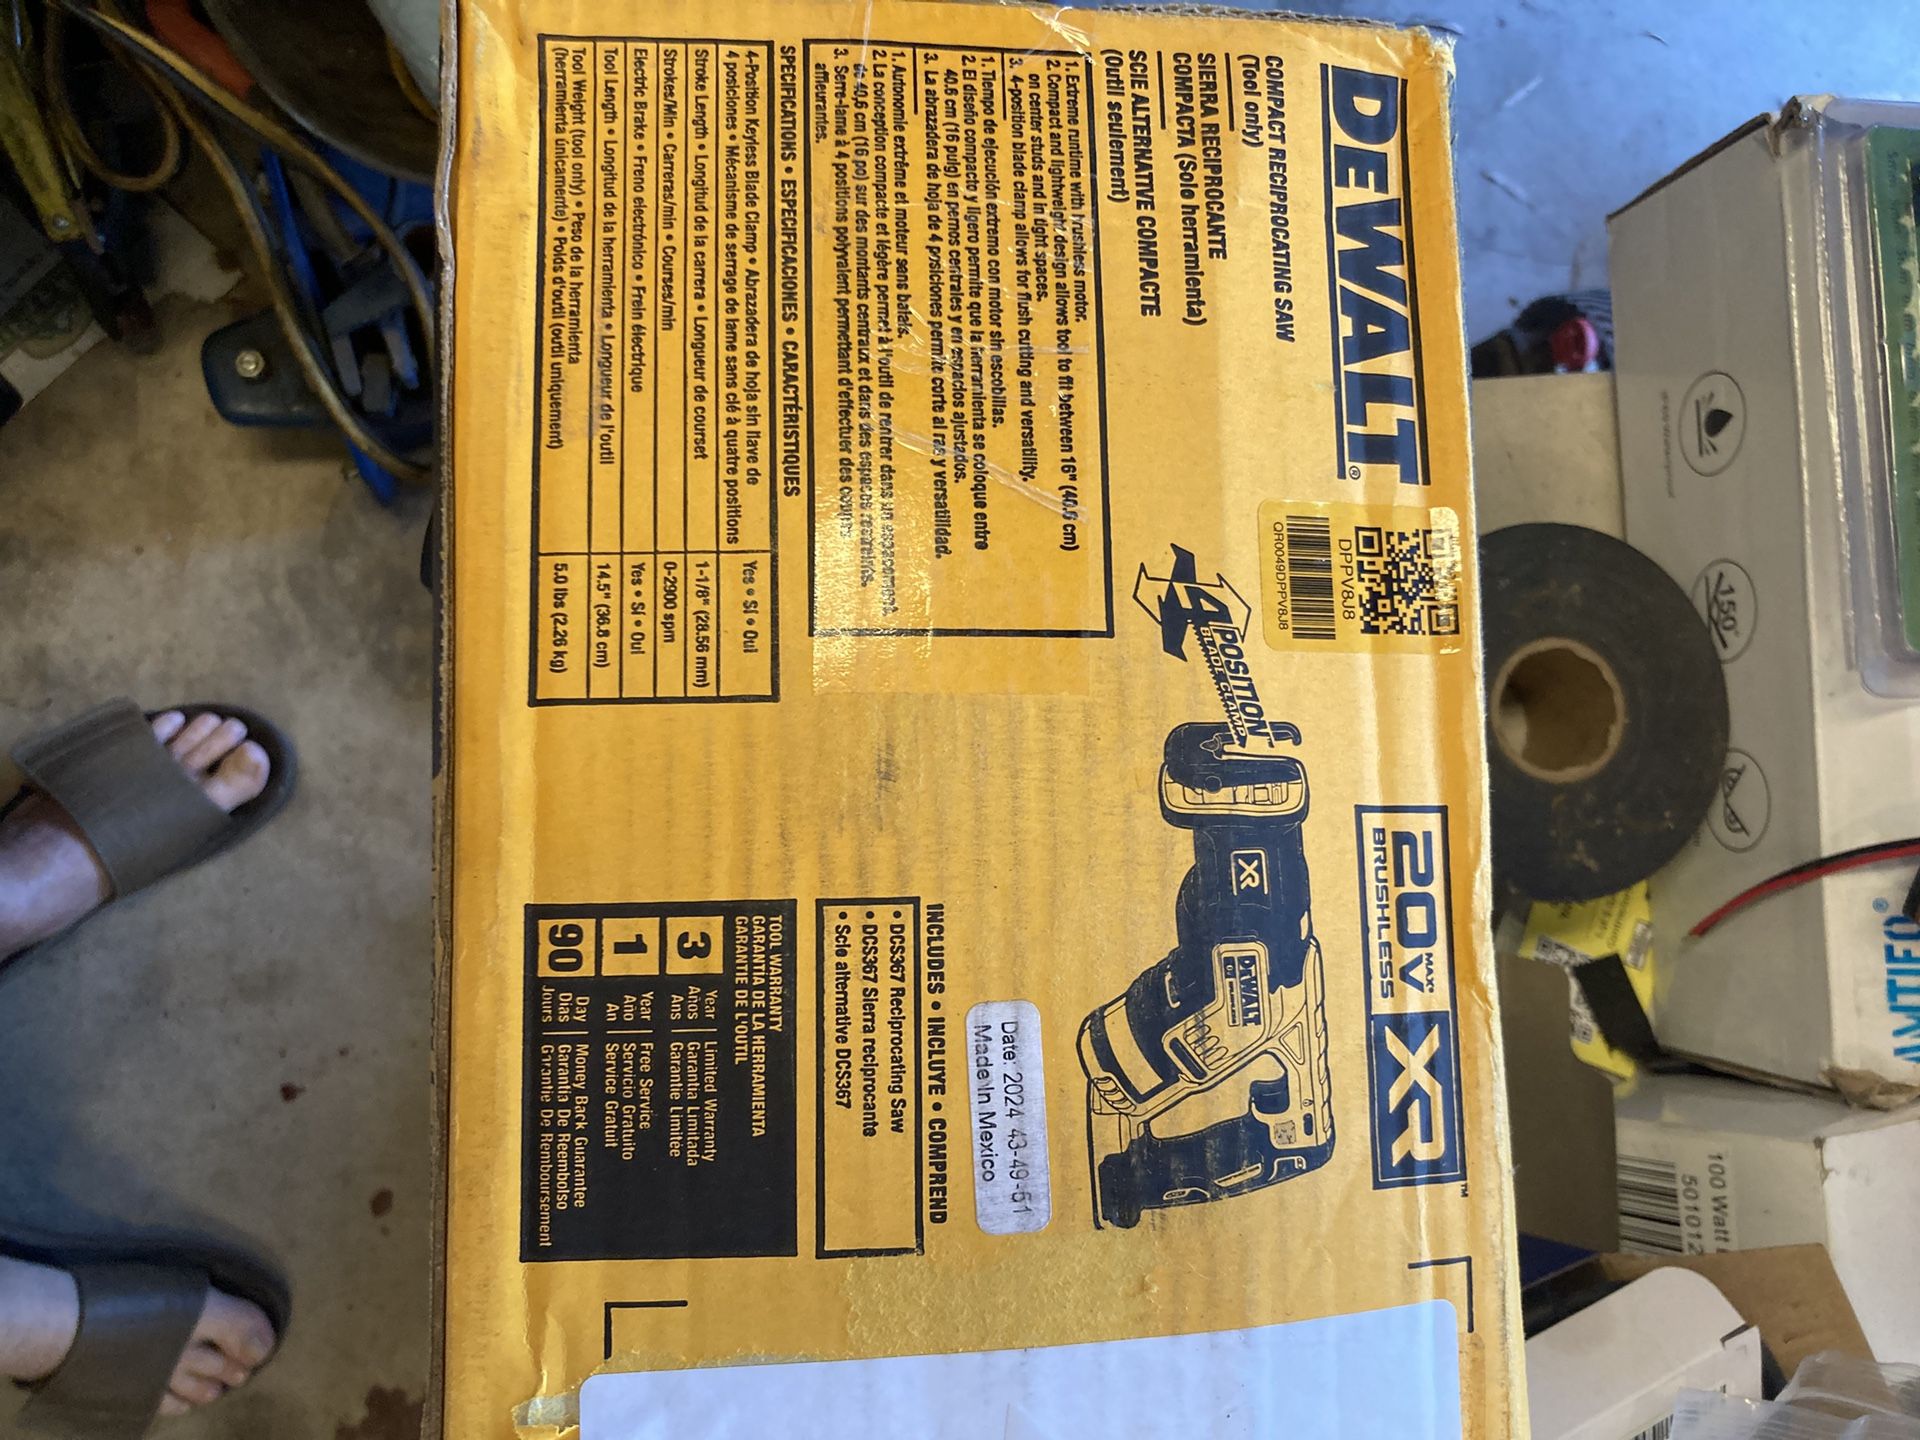 DEWALT®
COMPACT RECIPROCATING SAW
(Tool only)
SIERRA RECIPROCANTE
COMPACTA (Solo herramienta)
SCIE ALTERNATIVE COMPACTE
(Outil seulement)
DPPV8J8
QR0049DPPV8J8
20V MAX* XR™
BRUSHLESS
1. Extreme runtime with brushless motor.
2. Compact and lightweight design allows tool to fit between 16" (40.6 cm)
on center studs and in tight spaces.
3. 4-position blade clamp allows for flush cutting and versatility.
1. Tiempo de ejecución extremo con motor sin escobillas.
2. El diseño compacto y ligero permite que la herramienta se coloque entre
40,6 cm (16 pulg) en pernos centrales y en espacios ajustados.
3. La abrazadera de hoja de 4 posiciones permite corte al ras y versatilidad.
1. Autonomie extrême et moteur sans balais.
2. La conception compacte et légère permet à l'outil de rentrer dans un espacement
de 40,6 cm (16 po) sur des montants centraux et dans des espaces restreints.
3. Serre-lame à 4 positions polyvalent permettant d'effectuer des coupes
affleurantes.
4 POSITION
BLADE CLAMP
XR
DEWALT
SPECIFICATIONS • ESPECIFICACIONES • CARACTÉRISTIQUES
4-Position Keyless Blade Clamp • Abrazadera de hoja sin llave de
4 posiciones • Mécanisme de serrage de lame sans clé à quatre positions
Yes • Sí • Oui
Stroke Length • Longitud de la carrera • Longueur de courset
1-1/8" (28.56 mm)
Strokes/Min • Carreras/min • Courses/min
0-2900 spm
Electric Brake • Freno electrónico • Frein électrique
Yes • Sí • Oui
Tool Length • Longitud de la herramienta • Longueur de l'outil
14.5" (36.8 cm)
Tool Weight (tool only) • Peso de la herramienta
(herramienta únicamente) • Poids d'outil (outil uniquement)
5.0 lbs (2.26 kg)
Date: 2024 43-49-51
Made In Mexico
INCLUDES • INCLUYE • COMPREND
• DCS367 Reciprocating Saw
• DCS367 Sierra reciprocante
• Scie alternative DCS367
TOOL WARRANTY
GARANTÍA DE LA HERRAMIENTA
GARANTIE DE L'OUTIL
3
Year Limited Warranty
Años Garantía Limitada
Ans Garantie Limitée
1
Year Free Service
Año Servicio Gratuito
An Service Gratuit
90
Day Money Back Guarantee
Días Garantía De Reembolso
Jours Garantie De Remboursement
150°
100 Watt
501012